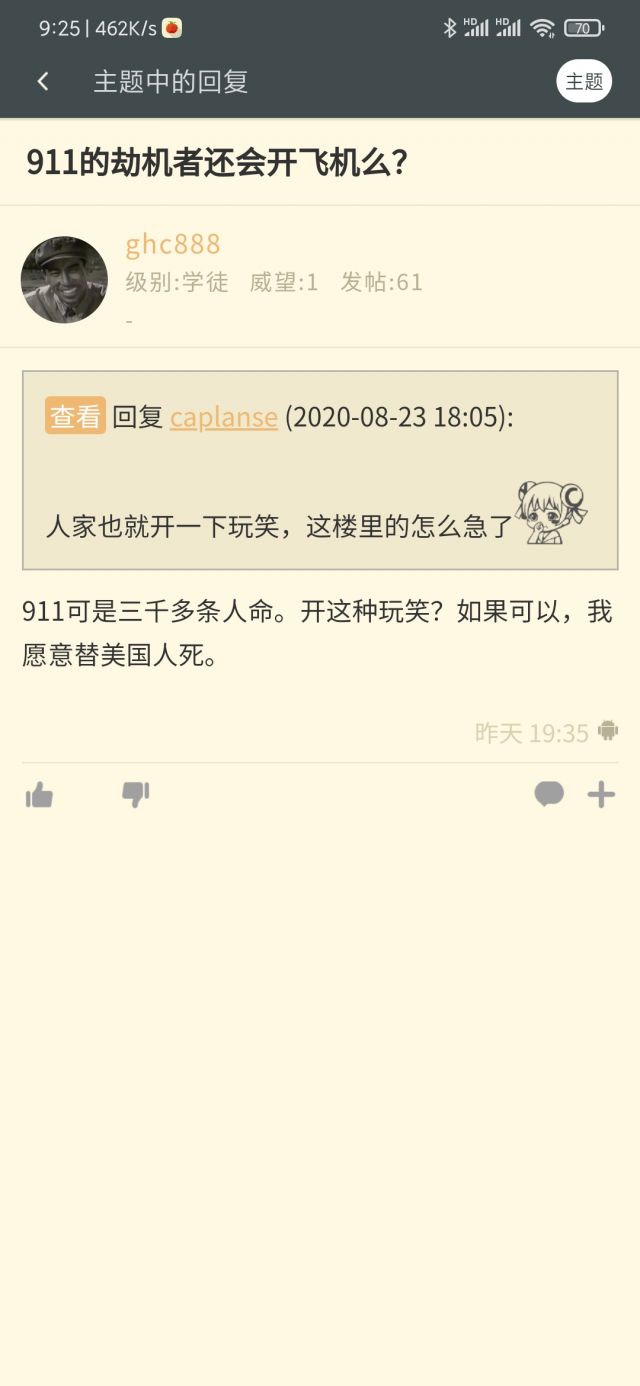 9:25 | 462K/s
HD HD 70
主题中的回复
主题
911的劫机者还会开飞机么？
ghc888
级别:学徒 威望:1 发帖:61
-
查看 回复 caplanse (2020-08-23 18:05):
人家也就开一下玩笑，这楼里的怎么急了
911可是三千多条人命。开这种玩笑？如果可以，我
愿意替美国人死。
昨天 19:35